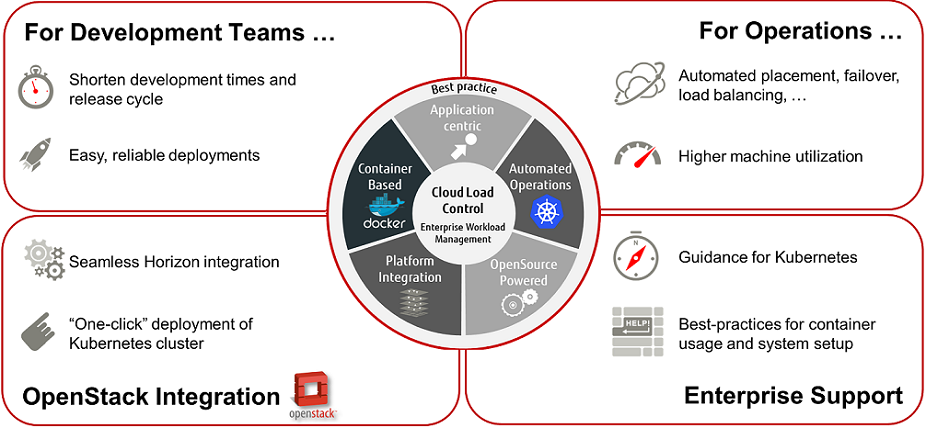 For Development Teams …
Shorten development times and
release cycle
Easy, reliable deployments
For Operations …
Automated placement, failover,
load balancing, …
Higher machine utilization
Best practice
Application
centric
Container
Based
docker
Automated
Operations
Cloud Load
Control
Enterprise Workload
Management
Platform
Integration
OpenSource
Powered
Seamless Horizon integration
“One-click” deployment of
Kubernetes cluster
OpenStack Integration
openstack
N
Guidance for Kubernetes
HELP!
Best-practices for container
usage and system setup
Enterprise Support